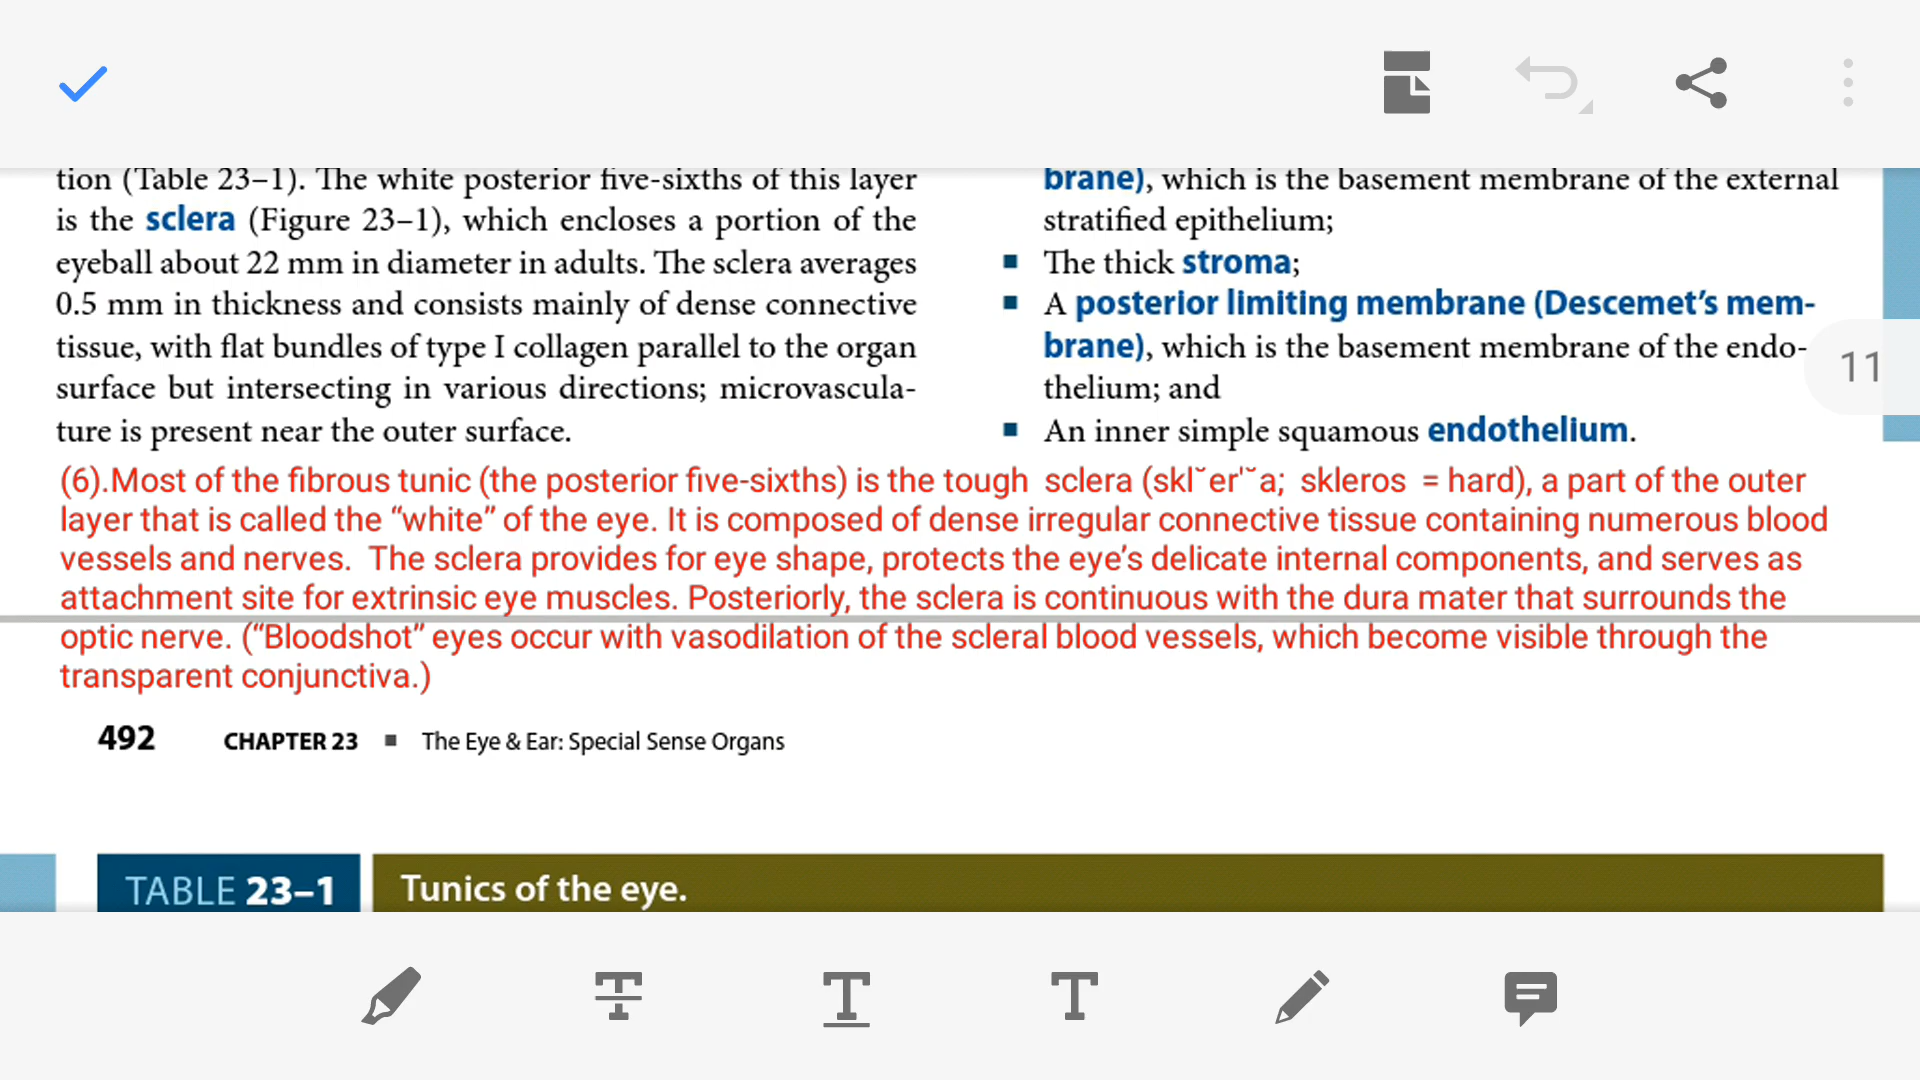 tion (Table 23–1). The white posterior five-sixths of this layer
is the sclera (Figure 23–1), which encloses a portion of the
eyeball about 22 mm in diameter in adults. The sclera averages
0.5 mm in thickness and consists mainly of dense connective
tissue, with flat bundles of type I collagen parallel to the organ
surface but intersecting in various directions; microvascula-
ture is present near the outer surface.
brane), which is the basement membrane of the external
stratified epithelium;
■ The thick stroma;
■ A posterior limiting membrane (Descemet’s mem-
brane), which is the basement membrane of the endo-
thelium; and
■ An inner simple squamous endothelium.
11
(6).Most of the fibrous tunic (the posterior five-sixths) is the tough sclera (skl˘er'˘a; skleros = hard), a part of the outer
layer that is called the “white” of the eye. It is composed of dense irregular connective tissue containing numerous blood
vessels and nerves. The sclera provides for eye shape, protects the eye’s delicate internal components, and serves as
attachment site for extrinsic eye muscles. Posteriorly, the sclera is continuous with the dura mater that surrounds the
optic nerve. (“Bloodshot” eyes occur with vasodilation of the scleral blood vessels, which become visible through the
transparent conjunctiva.)
492 CHAPTER 23 ■ The Eye & Ear: Special Sense Organs
TABLE 23–1 Tunics of the eye.